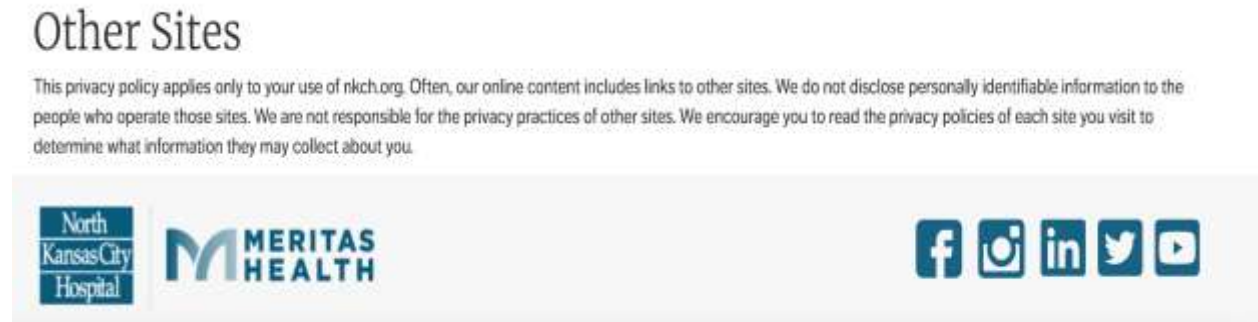 Other Sites
This privacy policy applies only to your use of nkch.org. Often, our online content includes links to other sites. We do not disclose personally identifiable information to the
people who operate those sites. We are not responsible for the privacy practices of other sites. We encourage you to read the privacy policies of each site you visit to
determine what information they may collect about you.
North
KansasCity
Hospital
MERITAS
HEALTH